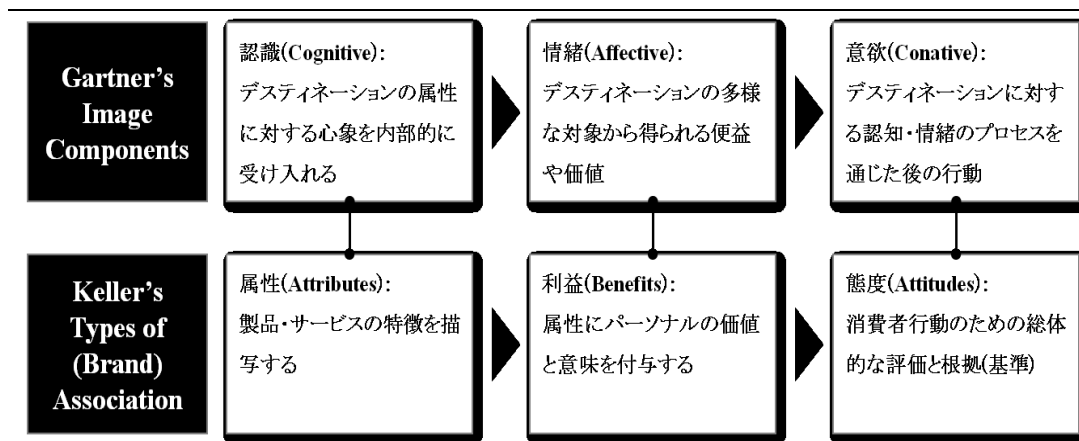 Gartner's
Image
Components
認識(Cognitive):
デスティネーションの属性
に対する心象を内部的に
受け入れる
情緒(Affective):
デスティネーションの多様
な対象から得られる便益
や価値
意欲(Conative):
デスティネーションに対す
る認知・情緒のプロセスを
通じた後の行動
Keller's
Types of
(Brand)
Association
属性(Attributes):
製品・サービスの特徴を描
写する
利益(Benefits):
属性にパーソナルの価値
と意味を付与する
態度(Attitudes):
消費者行動のための総体
的な評価と根拠(基準)